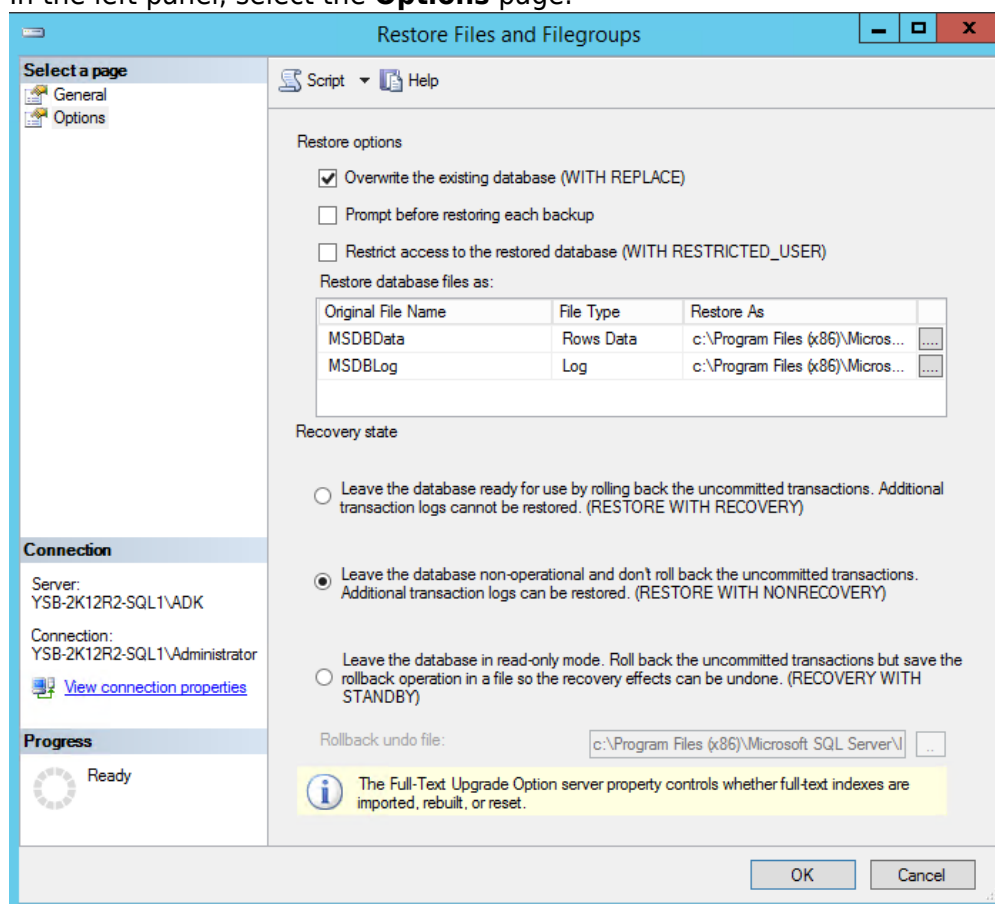 In the left panel, select the Options page.
Restore Files and Filegroups
Select a page
General
Options
Script
Help
Restore options
Overwrite the existing database (WITH REPLACE)
Prompt before restoring each backup
Restrict access to the restored database (WITH RESTRICTED_USER)
Restore database files as:
Original File Name File Type Restore As
MSDBData Rows Data c:\Program Files (x86)\Micros... ....
MSDBLog Log c:\Program Files (x86)\Micros... ....
Recovery state
Leave the database ready for use by rolling back the uncommitted transactions. Additional
transaction logs cannot be restored. (RESTORE WITH RECOVERY)
Leave the database non-operational and don't roll back the uncommitted transactions.
Additional transaction logs can be restored. (RESTORE WITH NONRECOVERY)
Leave the database in read-only mode. Roll back the uncommitted transactions but save the
rollback operation in a file so the recovery effects can be undone. (RECOVERY WITH
STANDBY)
Rollback undo file: c:\Program Files (x86)\Microsoft SQL Server\I ..
The Full-Text Upgrade Option server property controls whether full-text indexes are
imported, rebuilt, or reset.
Connection
Server:
YSB-2K12R2-SQL1\ADK
Connection:
YSB-2K12R2-SQL1\Administrator
View connection properties
Progress
Ready
OK Cancel